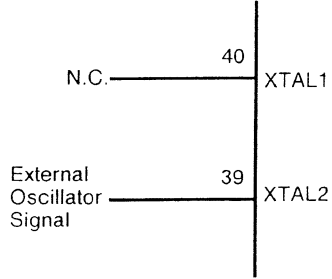 40
N.C. XTAL1
External
Oscillator
Signal
39
XTAL2